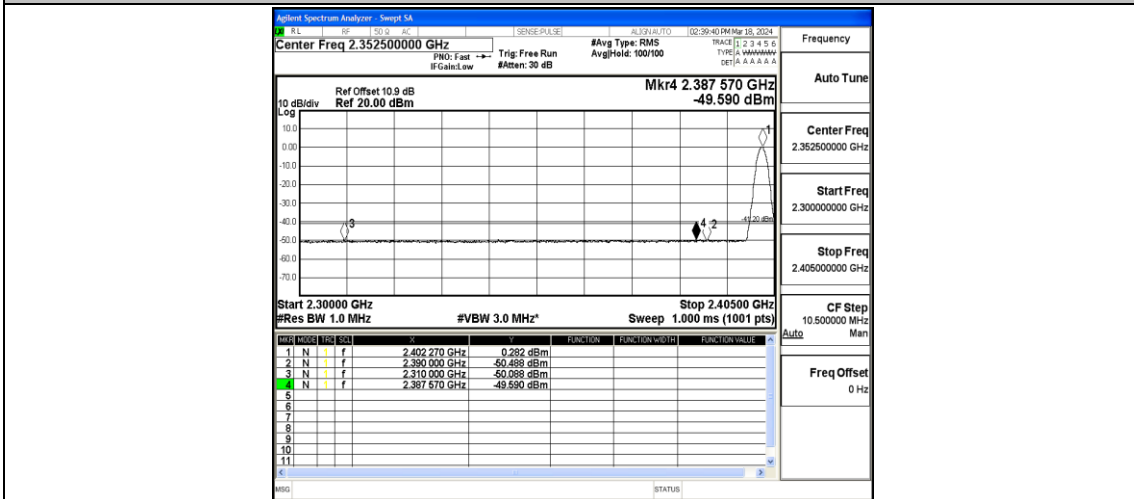 Agilent Spectrum Analyzer - Swept SA
RL RF 50 Ω AC SENSE:PULSE ALIGN AUTO 02:39:40 PM Mar 18, 2024
Center Freq 2.352500000 GHz
PNO: Fast
IFGain:Low
Trig: Free Run
#Atten: 30 dB
#Avg Type: RMS
Avg|Hold: 100/100
TRACE 1 2 3 4 5 6
TYPE A WWWWW
DET A A A A A A
Mkr4 2.387 570 GHz
-49.590 dBm
Ref Offset 10.9 dB
10 dB/div Ref 20.00 dBm
Log
10.0
0.00
-10.0
-20.0
-30.0
-40.0
-50.0
-60.0
-70.0
1
3
4 2
-41.20 dBm
Start 2.30000 GHz Stop 2.40500 GHz
#Res BW 1.0 MHz #VBW 3.0 MHz* Sweep 1.000 ms (1001 pts)
MKR MODE TRC SCL X Y FUNCTION FUNCTION WIDTH FUNCTION VALUE
1 N 1 f 2.402 270 GHz 0.282 dBm
2 N 1 f 2.390 000 GHz -50.488 dBm
3 N 1 f 2.310 000 GHz -50.088 dBm
4 N 1 f 2.387 570 GHz -49.590 dBm
5
6
7
8
9
10
11
MSG STATUS
Frequency
Auto Tune
Center Freq
2.352500000 GHz
Start Freq
2.300000000 GHz
Stop Freq
2.405000000 GHz
CF Step
10.500000 MHz
Auto Man
Freq Offset
0 Hz